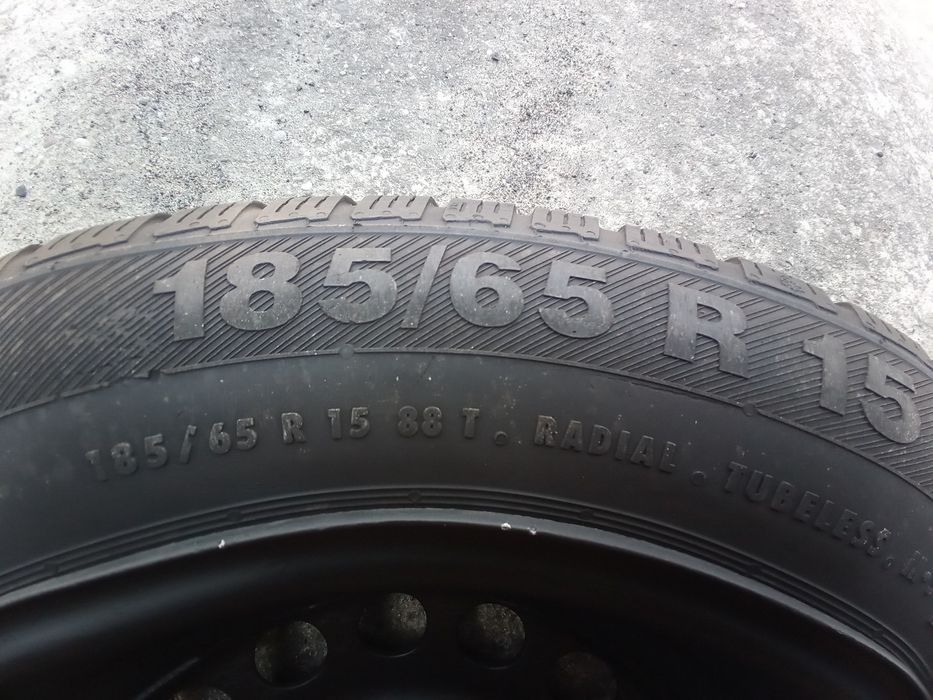 185/65 R 15
185/65 R 15 88 T . RADIAL . TUBELESS .